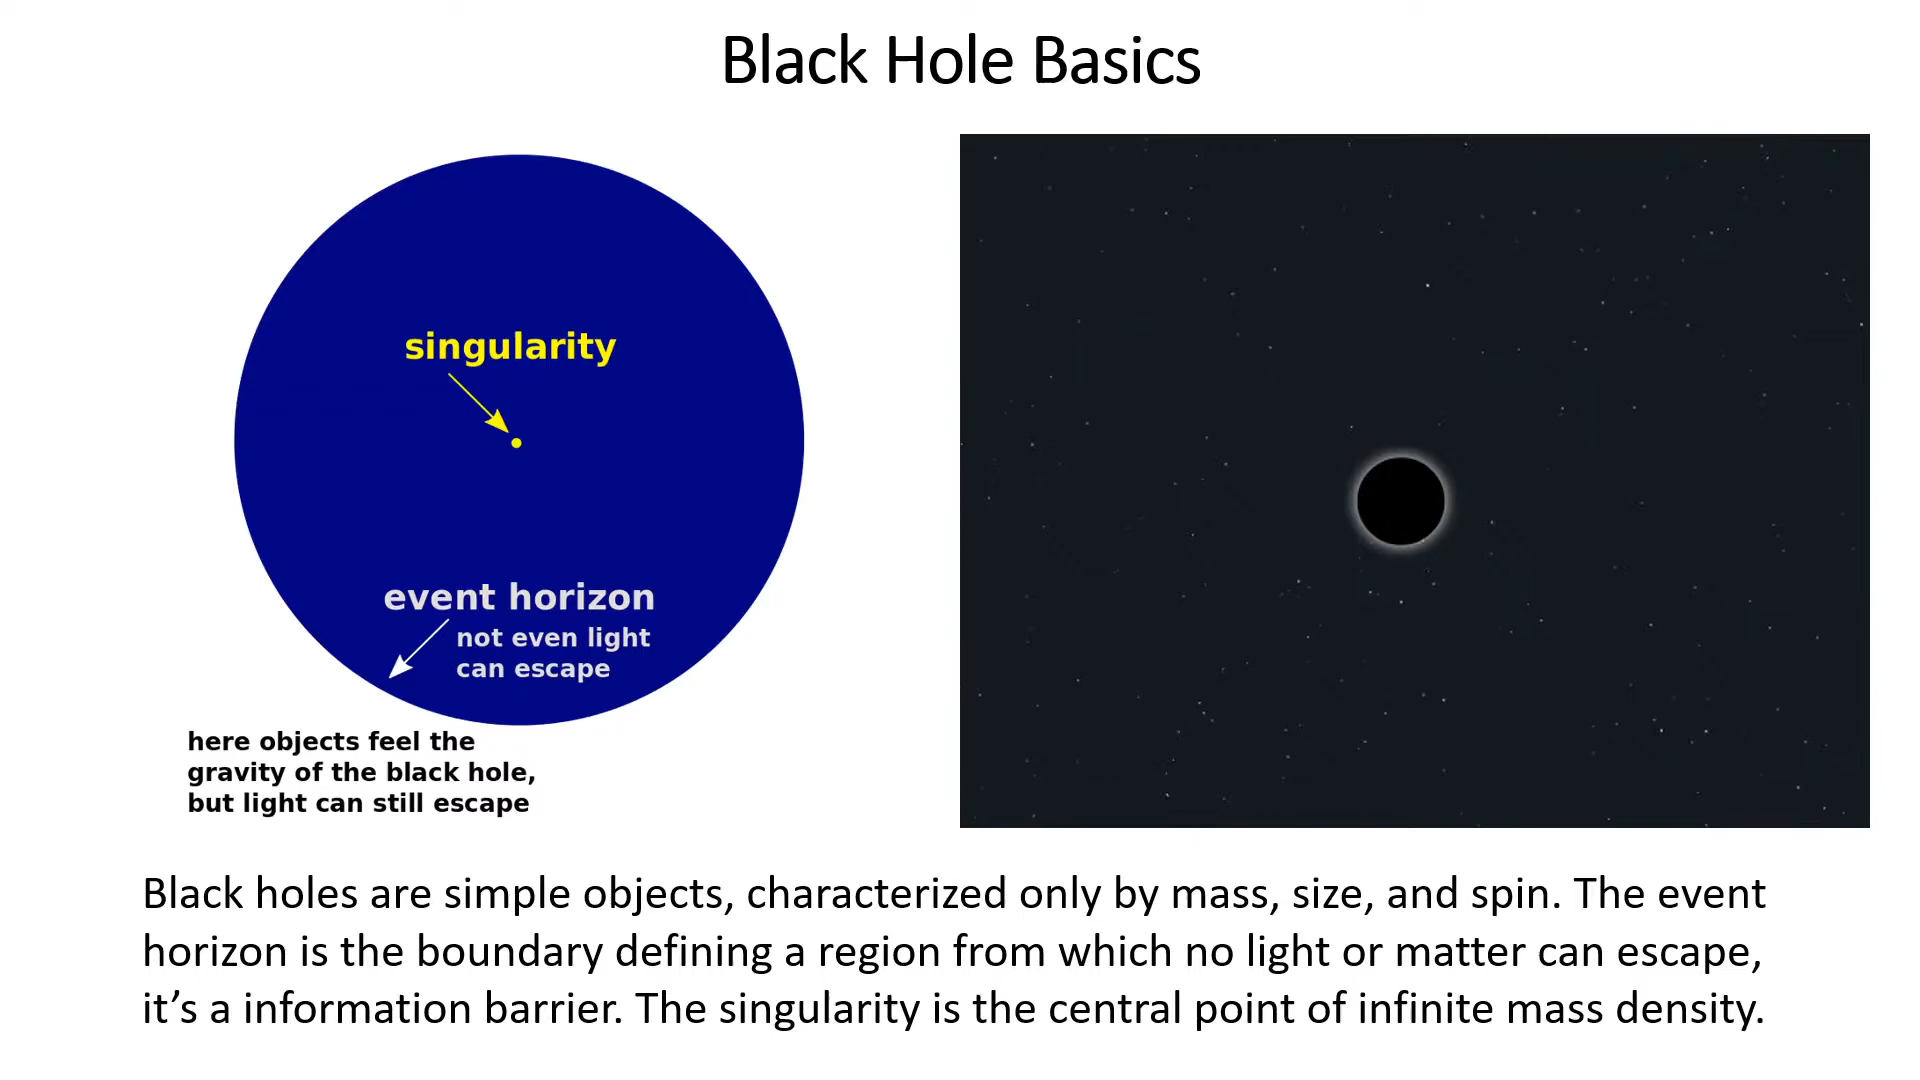 Black Hole Basics
singularity
event horizon
not even light
can escape
here objects feel the
gravity of the black hole,
but light can still escape
Black holes are simple objects, characterized only by mass, size, and spin. The event
horizon is the boundary defining a region from which no light or matter can escape,
it’s a information barrier. The singularity is the central point of infinite mass density.